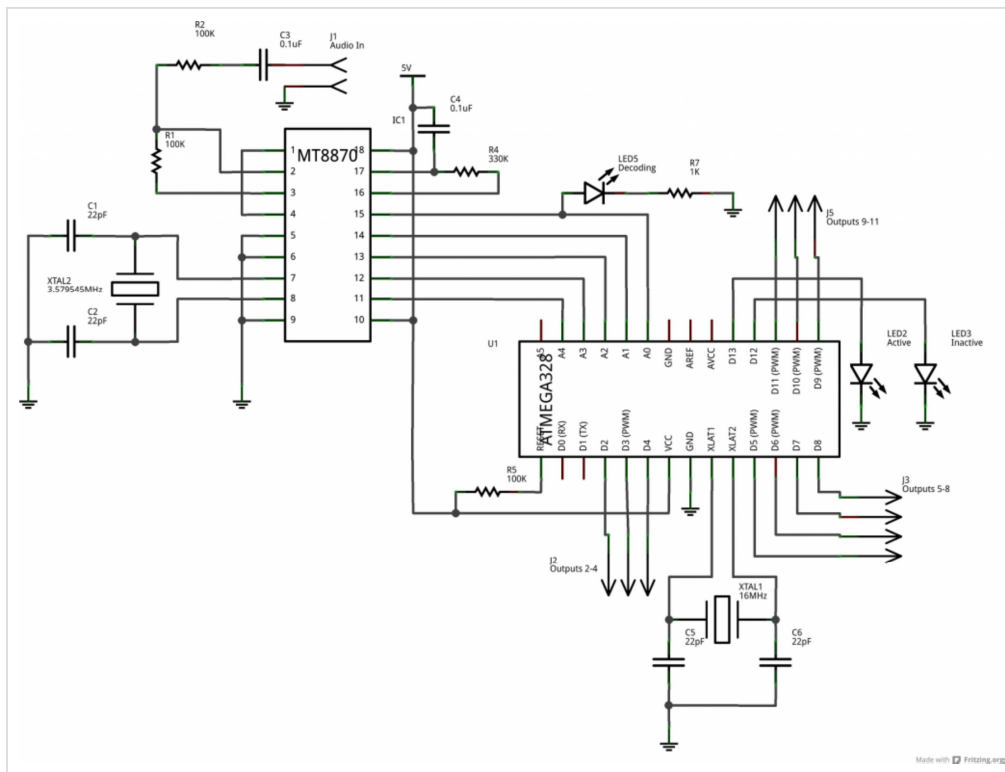 R2
100K
C3
0.1uF
J1
Audio In
5V
C4
0.1uF
IC1
R1
100K
MT8870
1
2
3
4
5
6
7
8
9
18
17
16
15
14
13
12
11
10
R4
330K
LED5
Decoding
R7
1K
J5
Outputs 9-11
C1
22pF
XTAL2
3.579545MHz
C2
22pF
U1
ATMEGA328
A5
A4
A3
A2
A1
A0
GND
AREF
AVCC
D13
D12
D11 (PWM)
D10 (PWM)
D9 (PWM)
LED2
Active
LED3
Inactive
RESET
D0 (RX)
D1 (TX)
D2
D3 (PWM)
D4
VCC
GND
XLAT1
XLAT2
D5 (PWM)
D6 (PWM)
D7
D8
R5
100K
J3
Outputs 5-8
J2
Outputs 2-4
XTAL1
16MHz
C5
22pF
C6
22pF
Made with Fritzing.org